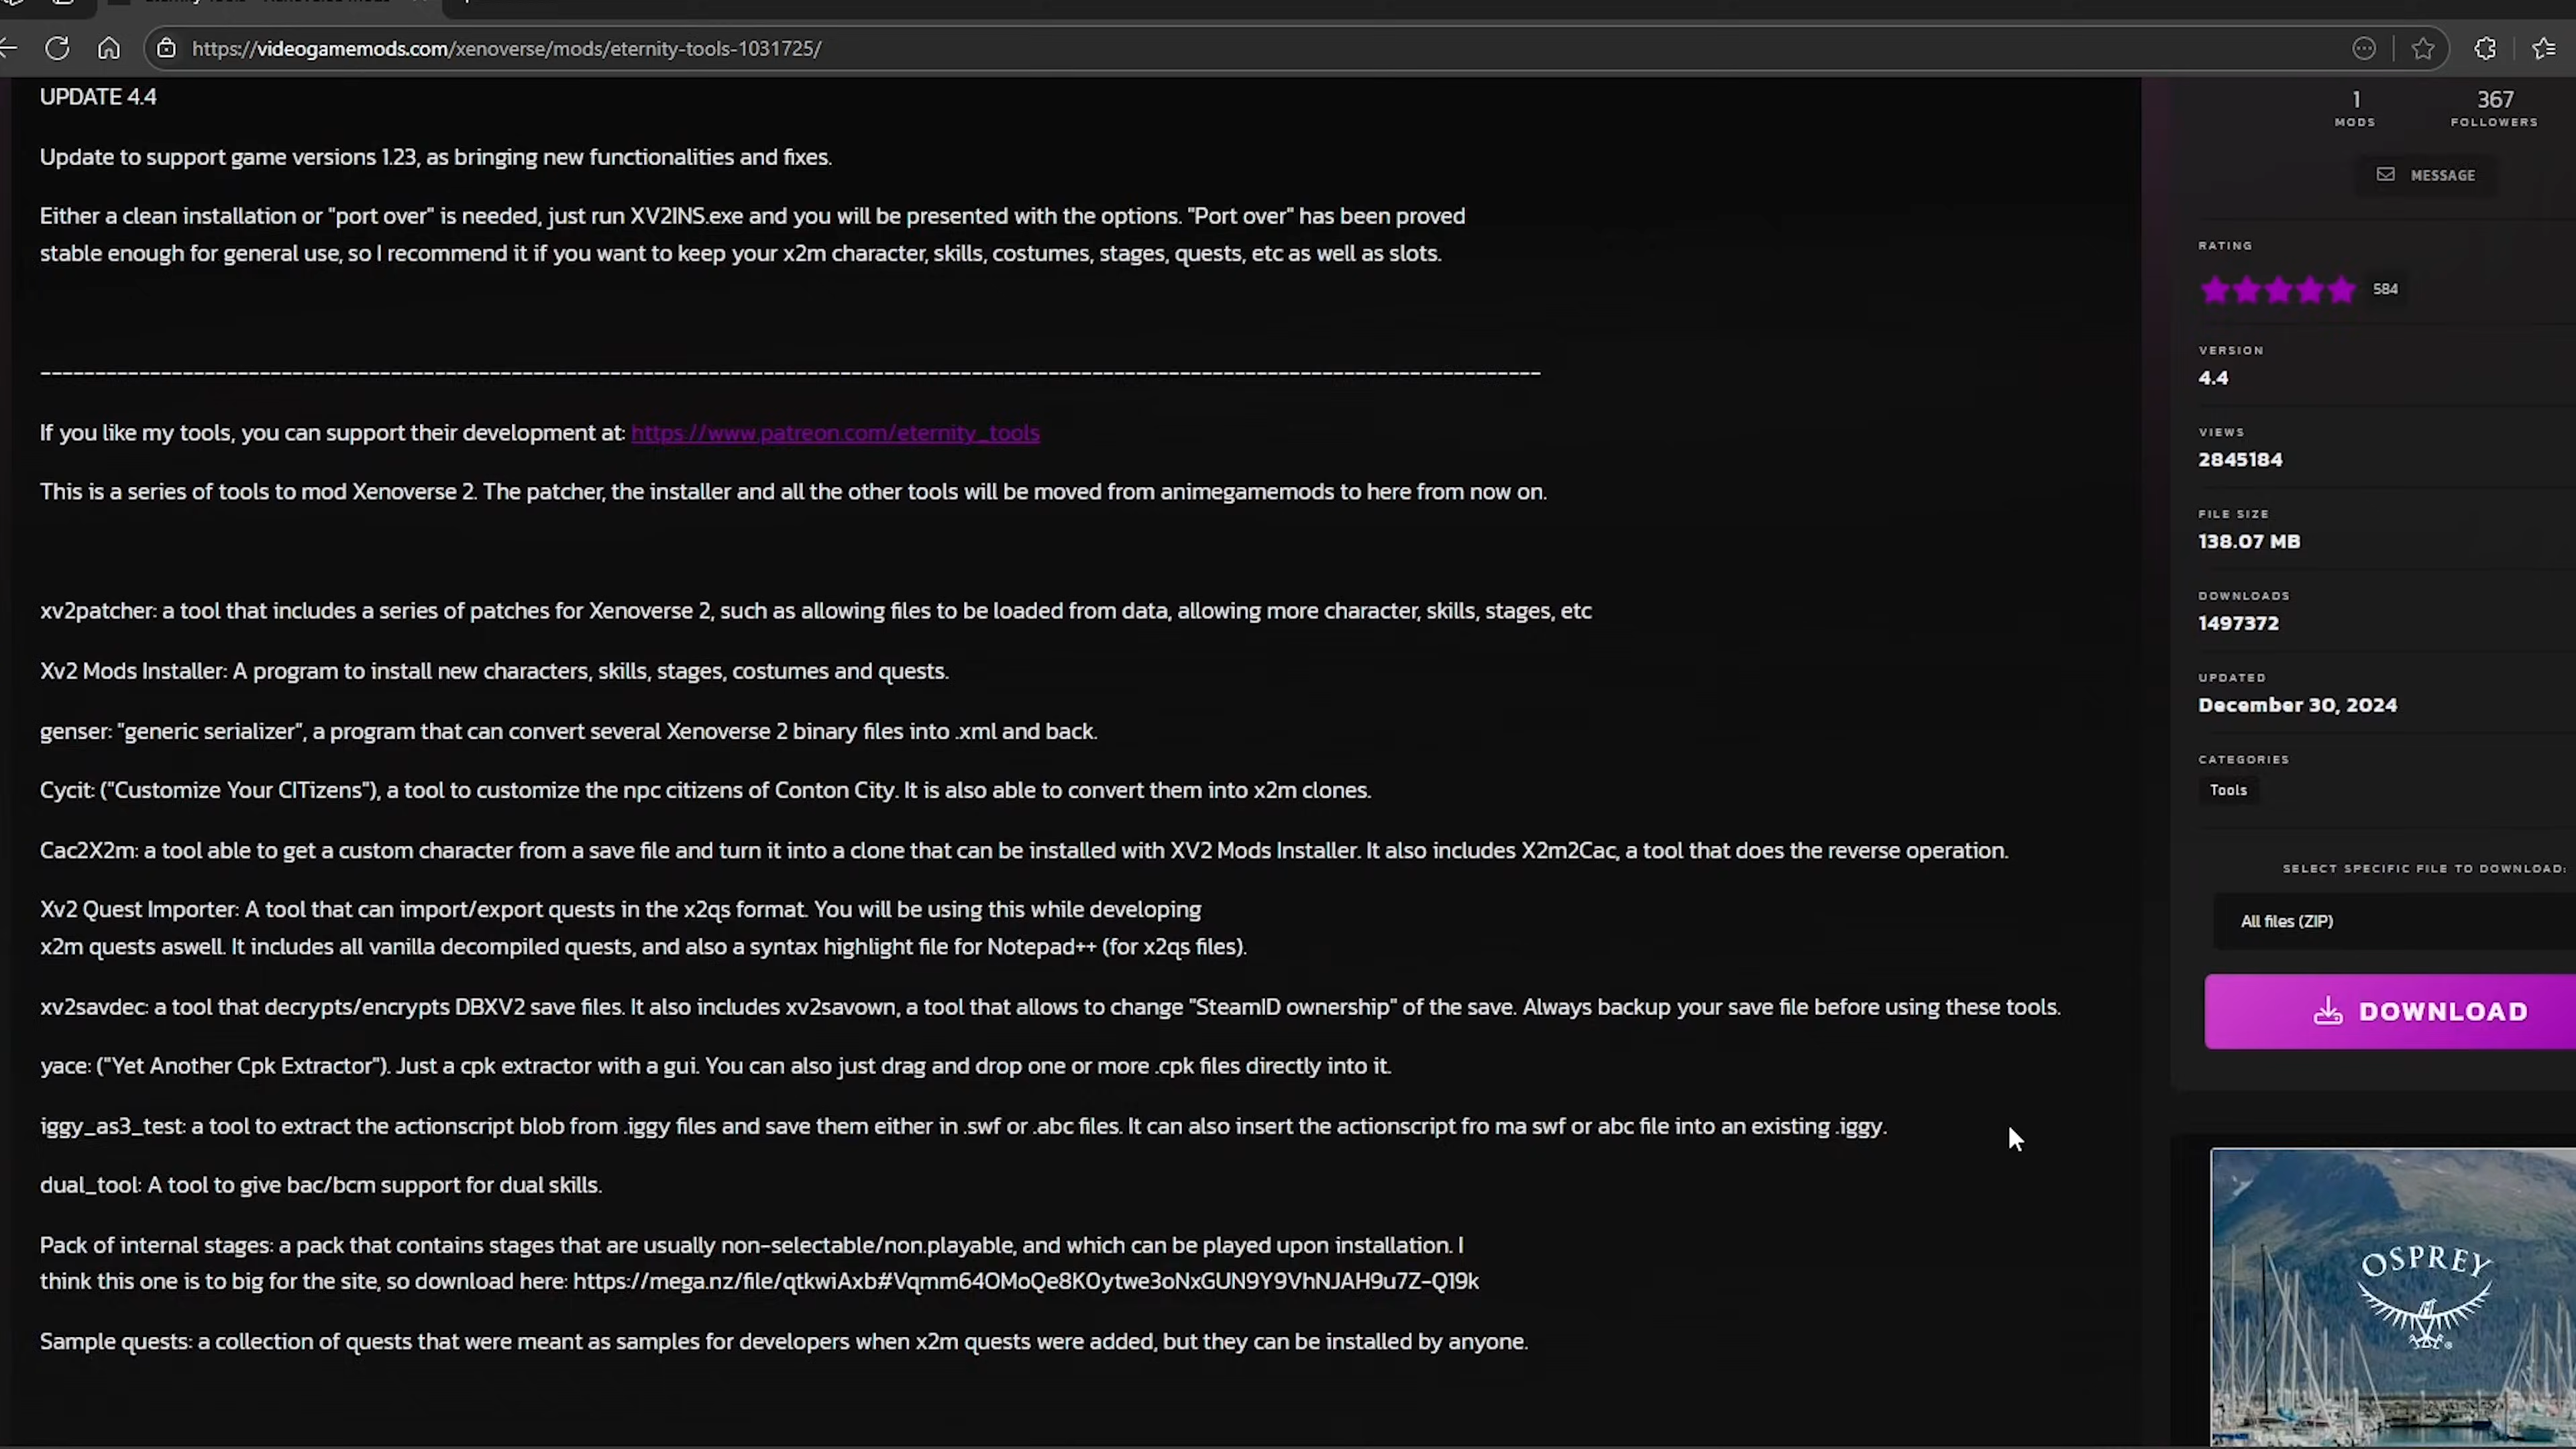 https://videogamemods.com/xenoverse/mods/eternity-tools-1031725/
UPDATE 4.4
Update to support game versions 1.23, as bringing new functionalities and fixes.
Either a clean installation or "port over" is needed, just run XV2INS.exe and you will be presented with the options. "Port over" has been proved
stable enough for general use, so I recommend it if you want to keep your x2m character, skills, costumes, stages, quests, etc as well as slots.
If you like my tools, you can support their development at: https://www.patreon.com/eternity_tools
This is a series of tools to mod Xenoverse 2. The patcher, the installer and all the other tools will be moved from animegamemods to here from now on.
xv2patcher: a tool that includes a series of patches for Xenoverse 2, such as allowing files to be loaded from data, allowing more character, skills, stages, etc
Xv2 Mods Installer: A program to install new characters, skills, stages, costumes and quests.
genser: "generic serializer", a program that can convert several Xenoverse 2 binary files into .xml and back.
Cycit: ("Customize Your CITizens"), a tool to customize the npc citizens of Conton City. It is also able to convert them into x2m clones.
Cac2X2m: a tool able to get a custom character from a save file and turn it into a clone that can be installed with XV2 Mods Installer. It also includes X2m2Cac, a tool that does the reverse operation.
Xv2 Quest Importer: A tool that can import/export quests in the x2qs format. You will be using this while developing
x2m quests aswell. It includes all vanilla decompiled quests, and also a syntax highlight file for Notepad++ (for x2qs files).
xv2savdec: a tool that decrypts/encrypts DBXV2 save files. It also includes xv2savown, a tool that allows to change "SteamID ownership" of the save. Always backup your save file before using these tools.
yace: ("Yet Another Cpk Extractor"). Just a cpk extractor with a gui. You can also just drag and drop one or more .cpk files directly into it.
iggy_as3_test: a tool to extract the actionscript blob from .iggy files and save them either in .swf or .abc files. It can also insert the actionscript fro ma swf or abc file into an existing .iggy.
dual_tool: A tool to give bac/bcm support for dual skills.
Pack of internal stages: a pack that contains stages that are usually non-selectable/non.playable, and which can be played upon installation. I
think this one is to big for the site, so download here: https://mega.nz/file/qtkwiAxb#Vqmm64OMoQe8K0ytwe3oNxGUN9Y9VhNJAH9u7Z-Q19k
Sample quests: a collection of quests that were meant as samples for developers when x2m quests were added, but they can be installed by anyone.
1 367
MODS FOLLOWERS
MESSAGE
RATING
584
VERSION
4.4
VIEWS
2845184
FILE SIZE
138.07 MB
DOWNLOADS
1497372
UPDATED
December 30, 2024
CATEGORIES
Tools
SELECT SPECIFIC FILE TO DOWNLOAD:
All files (ZIP)
DOWNLOAD
OSPREY